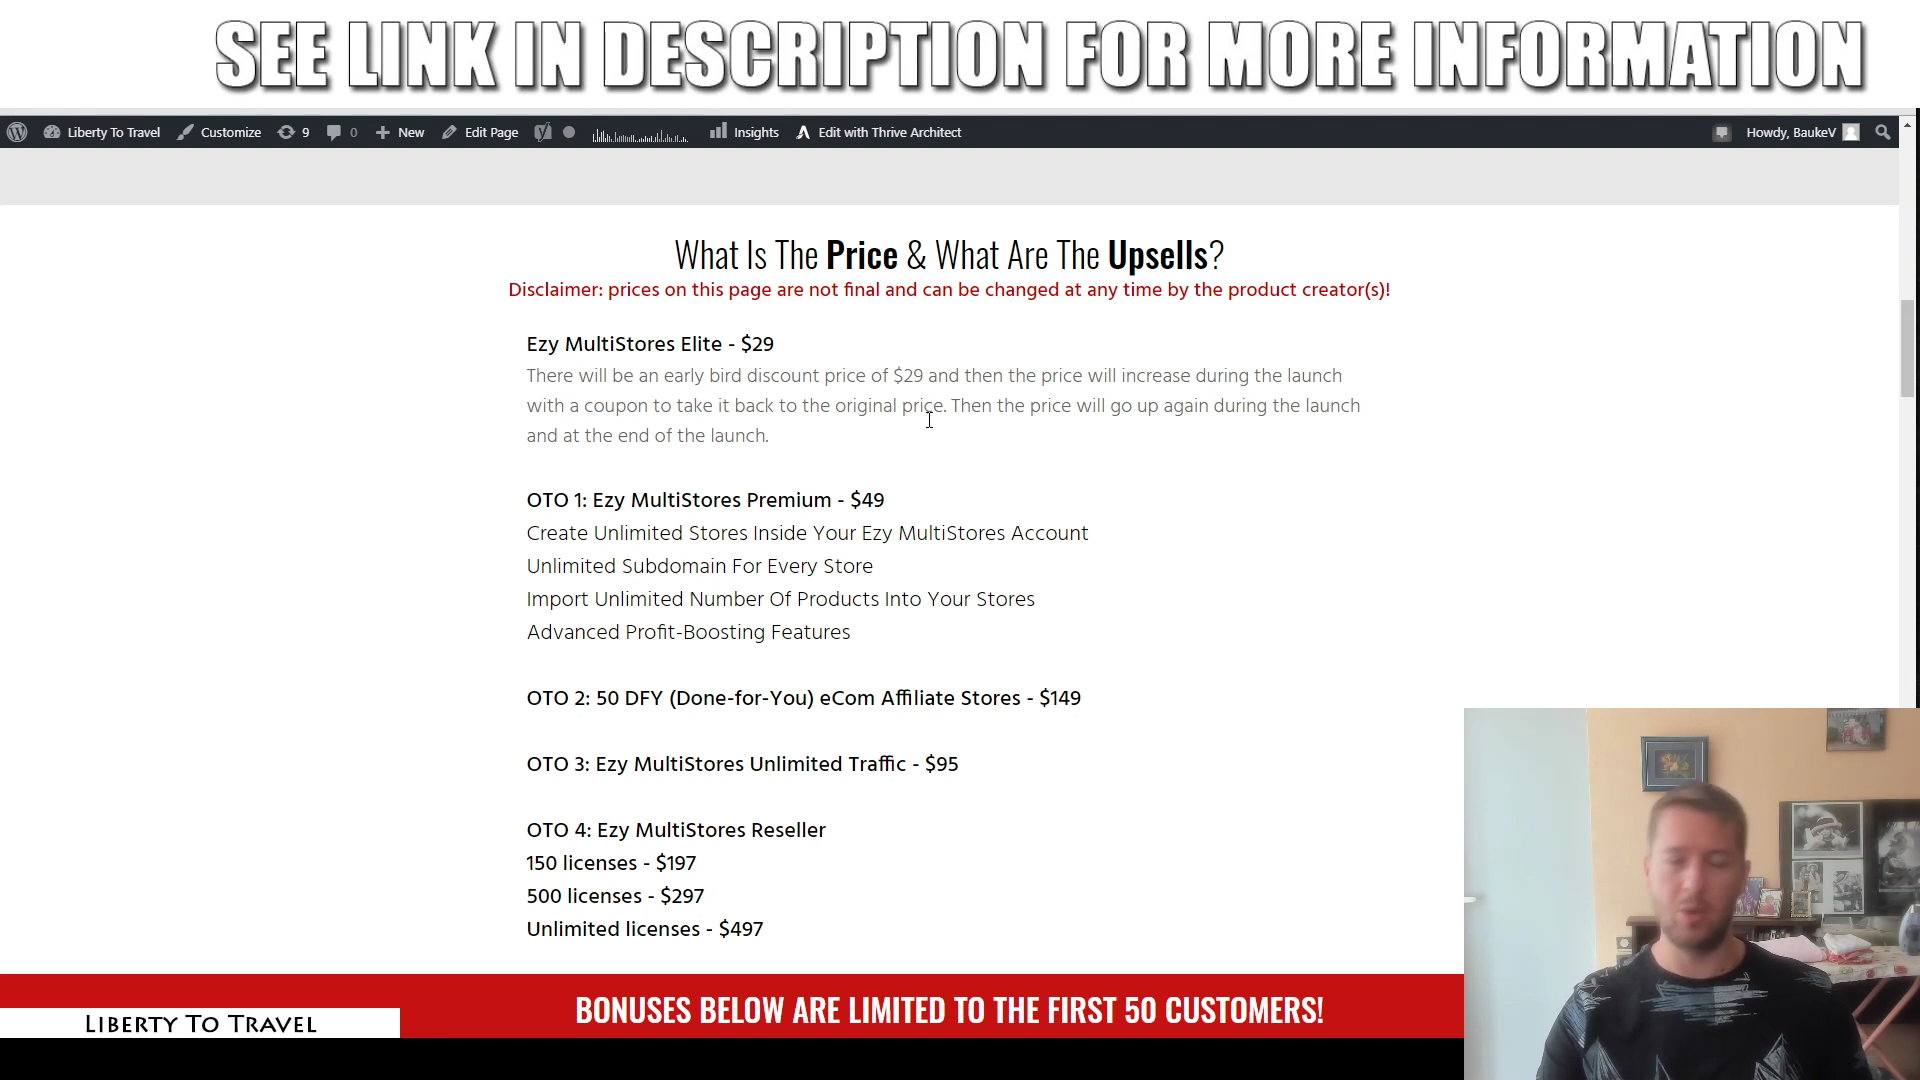 SEE LINK IN DESCRIPTION FOR MORE INFORMATION
Liberty To Travel Customize 9 0 New Edit Page Insights Edit with Thrive Architect Howdy, BaukeV
What Is The Price & What Are The Upsells?
Disclaimer: prices on this page are not final and can be changed at any time by the product creator(s)!
Ezy MultiStores Elite - $29
There will be an early bird discount price of $29 and then the price will increase during the launch
with a coupon to take it back to the original price. Then the price will go up again during the launch
and at the end of the launch.
OTO 1: Ezy MultiStores Premium - $49
Create Unlimited Stores Inside Your Ezy MultiStores Account
Unlimited Subdomain For Every Store
Import Unlimited Number Of Products Into Your Stores
Advanced Profit-Boosting Features
OTO 2: 50 DFY (Done-for-You) eCom Affiliate Stores - $149
OTO 3: Ezy MultiStores Unlimited Traffic - $95
OTO 4: Ezy MultiStores Reseller
150 licenses - $197
500 licenses - $297
Unlimited licenses - $497
BONUSES BELOW ARE LIMITED TO THE FIRST 50 CUSTOMERS!
LIBERTY TO TRAVEL